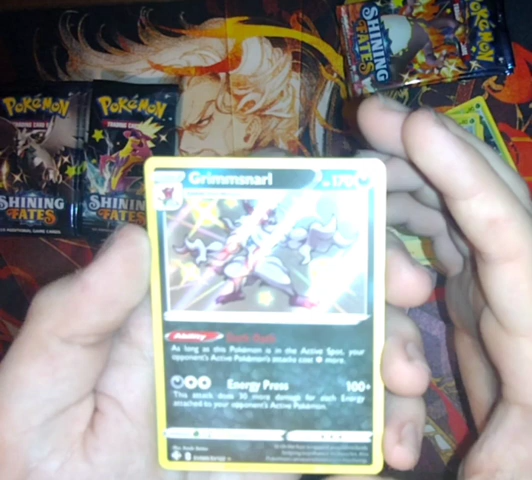 POKÉMON
SHINING
FATES
POKÉMON
TRADING CARD GAME
SHINING
FATES
POKÉMON
TRADING CARD GAME
SHINING
FATES
Grimmsnarl
170
Ability
As long as this Pokémon is in the Active Spot, your
opponent's Active Pokémon's attacks cost more.
Energy Press 100+
This attack does 30 more damage for each Energy
attached to your opponent's Active Pokémon.